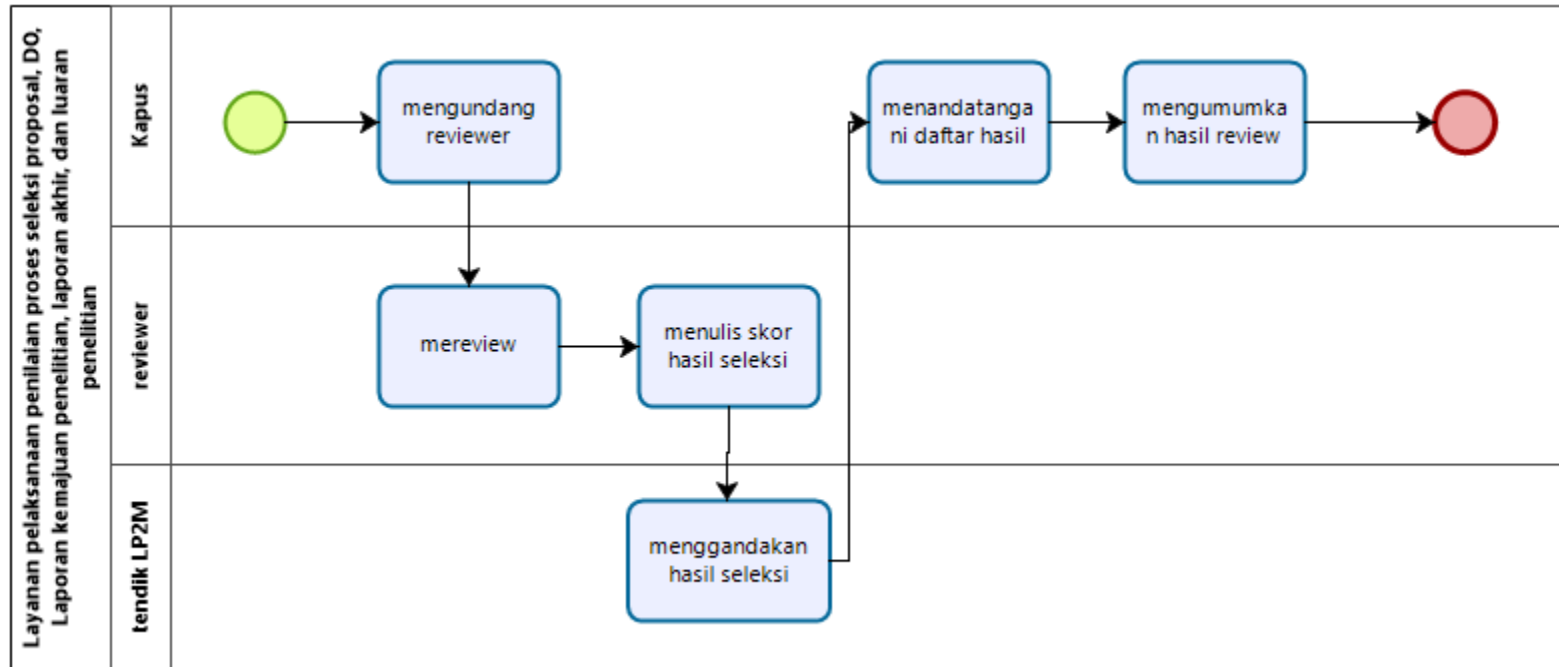 Layanan pelaksanaan penilaian proses seleksi proposal, DO,
Laporan kemajuan penelitian, laporan akhir, dan luaran
penelitian
Kapus
mengundang
reviewer
menandatanga
ni daftar hasil
mengumumka
n hasil review
reviewer
mereview
menulis skor
hasil seleksi
tendik LP2M
menggandakan
hasil seleksi